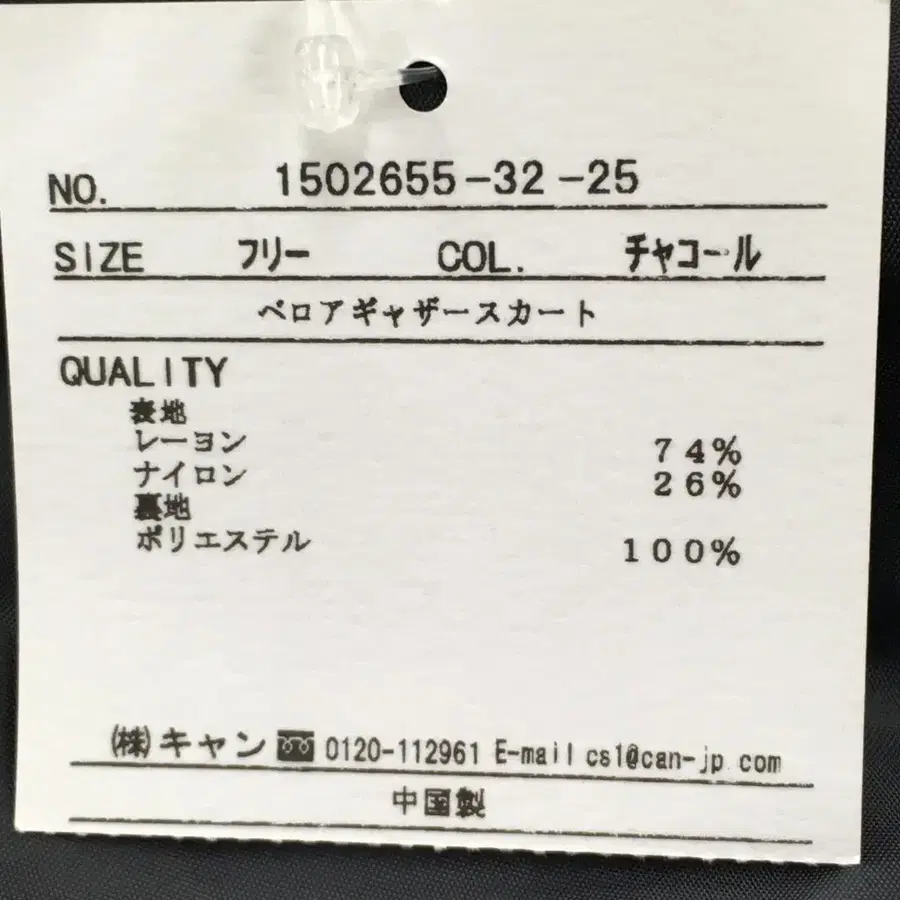 NO. 1502655-32-25
SIZE フリー COL. チャコール
ベロアギャザースカート
QUALITY
表地
レーヨン 74%
ナイロン 26%
裏地
ポリエステル 100%
㈱キャン 0120-112961 E-mail cs1@can-jp.com
中国製